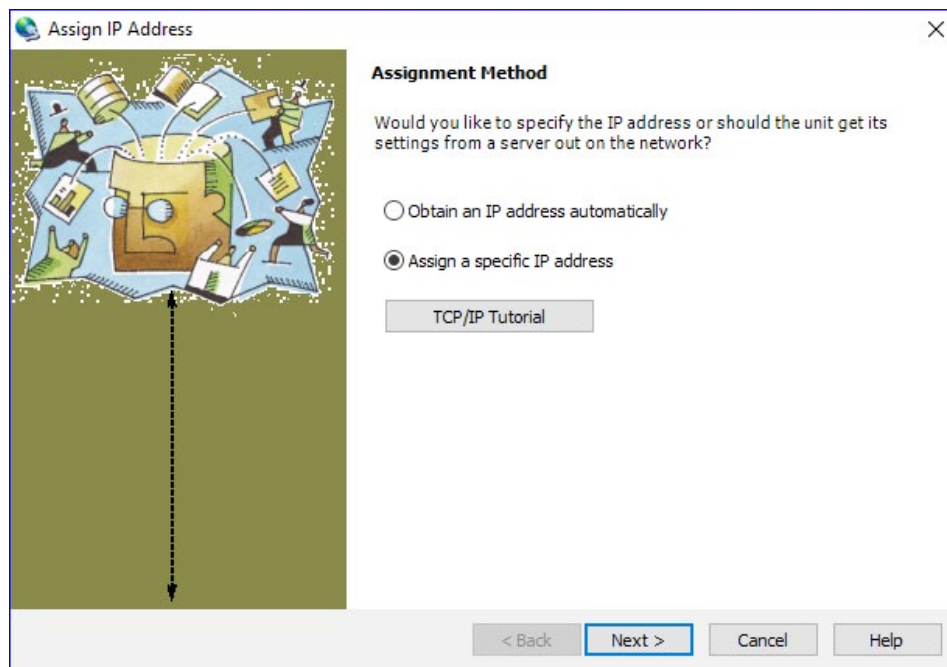 Assign IP Address
Assignment Method
Would you like to specify the IP address or should the unit get its
settings from a server out on the network?
Obtain an IP address automatically
Assign a specific IP address
TCP/IP Tutorial
< Back Next > Cancel Help